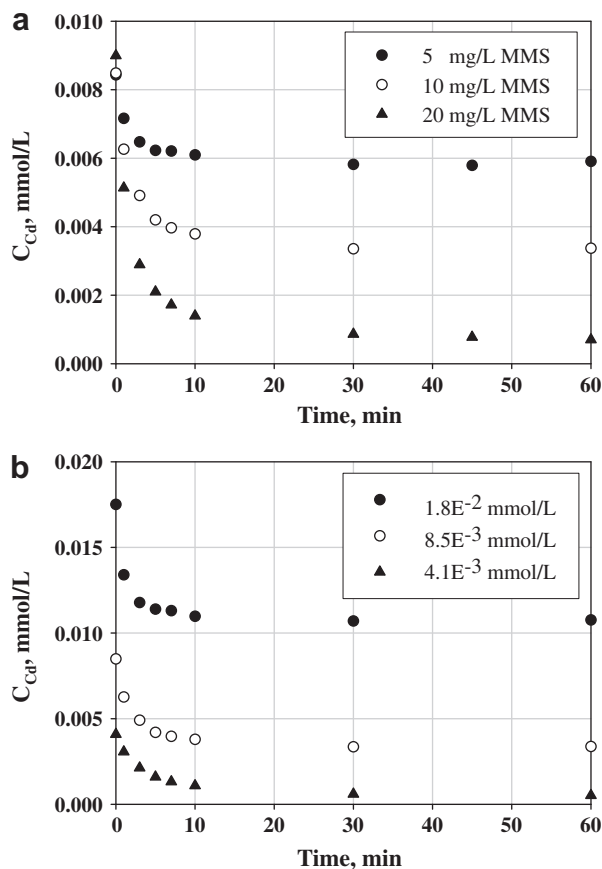 a
0.010
0.008
0.006
0.004
0.002
0.000
C_Cd, mmol/L
5 mg/L MMS
10 mg/L MMS
20 mg/L MMS
0 10 20 30 40 50 60
Time, min
b
0.020
0.015
0.010
0.005
0.000
C_Cd, mmol/L
1.8E^-2 mmol/L
8.5E^-3 mmol/L
4.1E^-3 mmol/L
0 10 20 30 40 50 60
Time, min